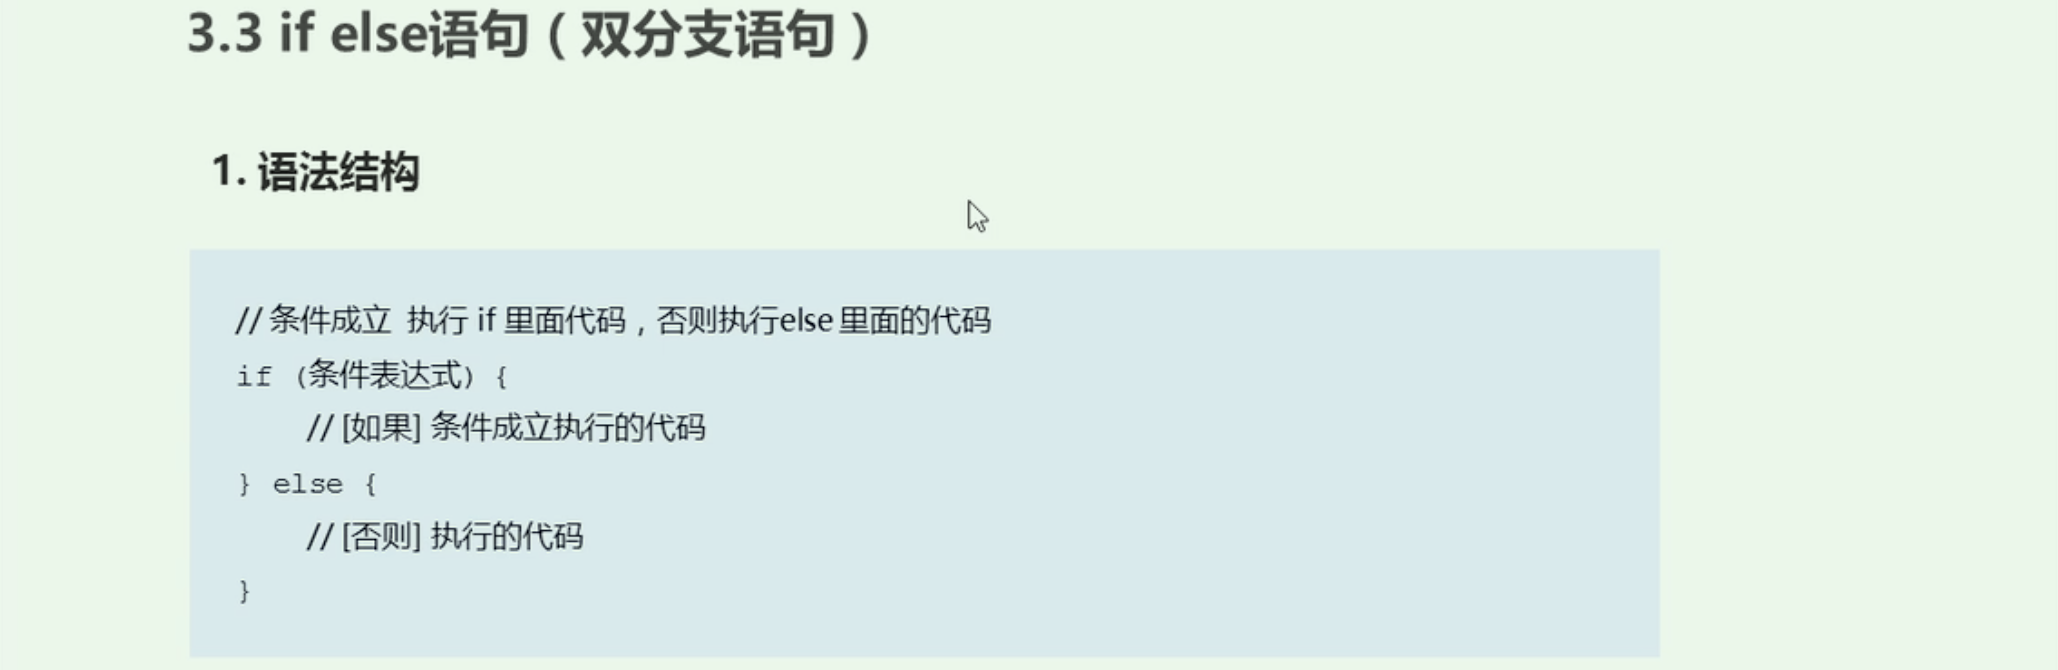 3.3 if else语句（双分支语句）
1. 语法结构
// 条件成立 执行 if 里面代码，否则执行else 里面的代码
if (条件表达式) {
// [如果] 条件成立执行的代码
} else {
// [否则] 执行的代码
}